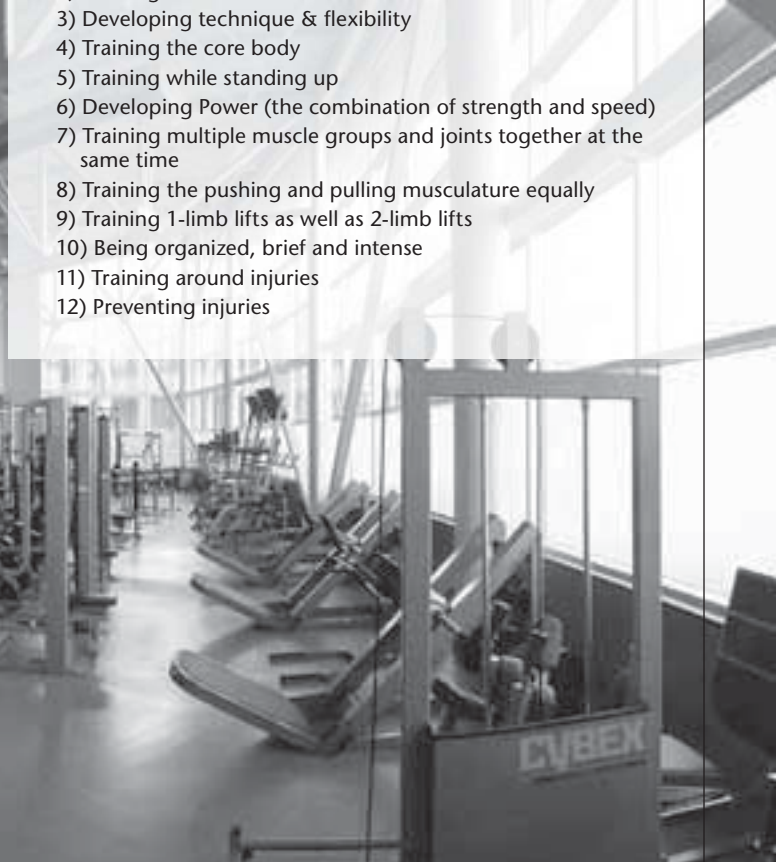 3) Developing technique & flexibility
4) Training the core body
5) Training while standing up
6) Developing Power (the combination of strength and speed)
7) Training multiple muscle groups and joints together at the
same time
8) Training the pushing and pulling musculature equally
9) Training 1-limb lifts as well as 2-limb lifts
10) Being organized, brief and intense
11) Training around injuries
12) Preventing injuries
CYBEX